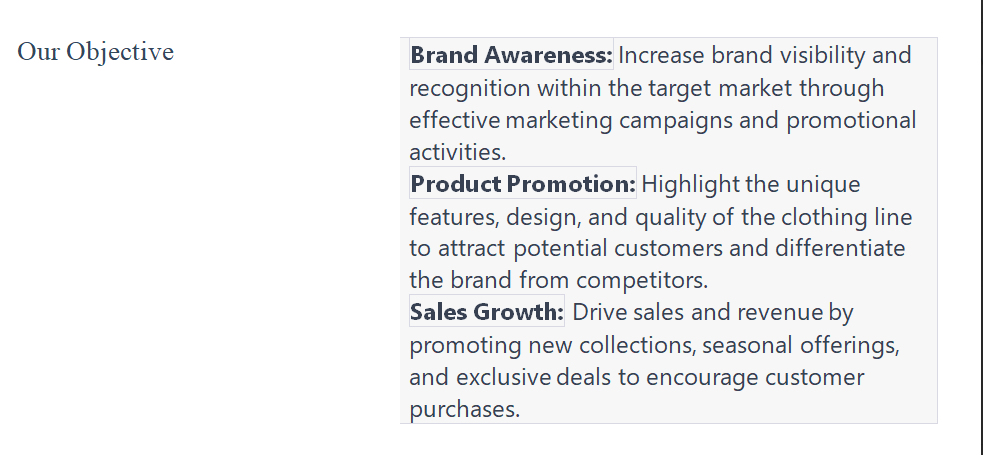 Our Objective
Brand Awareness: Increase brand visibility and
recognition within the target market through
effective marketing campaigns and promotional
activities.
Product Promotion: Highlight the unique
features, design, and quality of the clothing line
to attract potential customers and differentiate
the brand from competitors.
Sales Growth: Drive sales and revenue by
promoting new collections, seasonal offerings,
and exclusive deals to encourage customer
purchases.